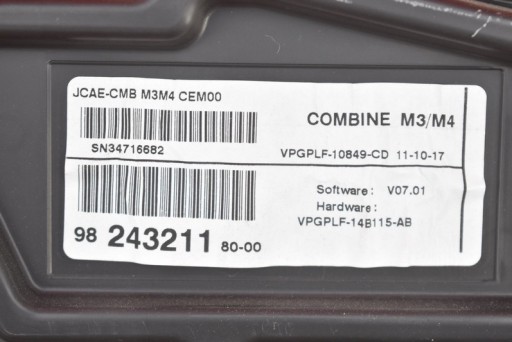 JCAE-CMB M3M4 CEM00
COMBINE M3/M4
SN34716682
VPGPLF-10849-CD 11-10-17
Software: V07.01
Hardware:
VPGPLF-14B115-AB
98 243211 80-00